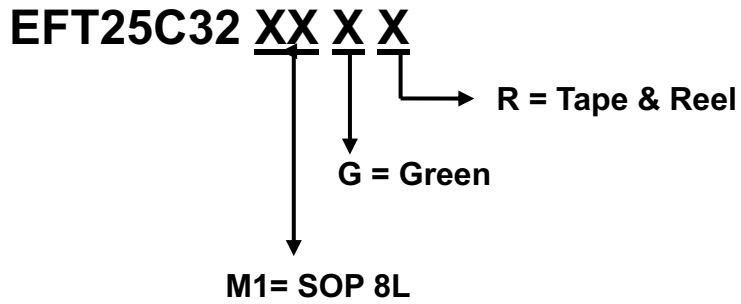 EFT25C32 XX X X
R = Tape & Reel
G = Green
M1= SOP 8L